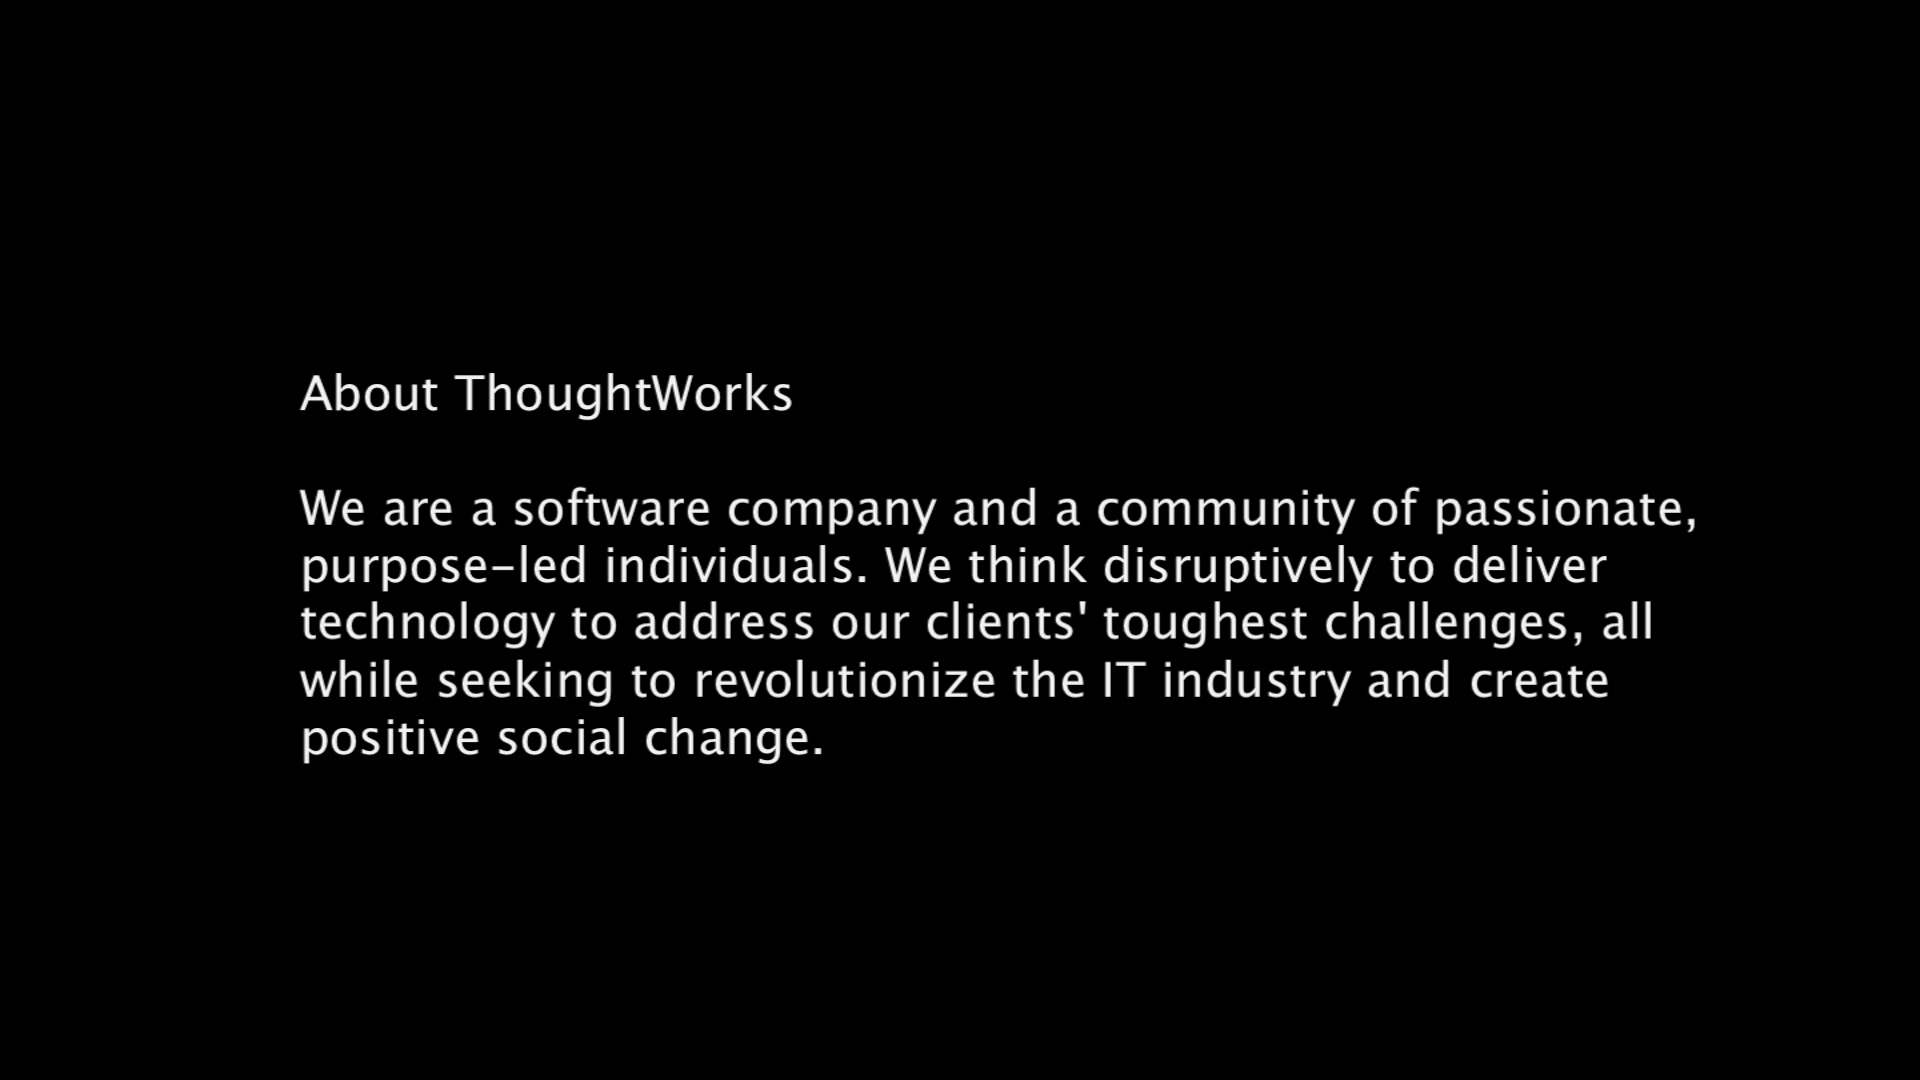 About ThoughtWorks
We are a software company and a community of passionate,
purpose-led individuals. We think disruptively to deliver
technology to address our clients' toughest challenges, all
while seeking to revolutionize the IT industry and create
positive social change.